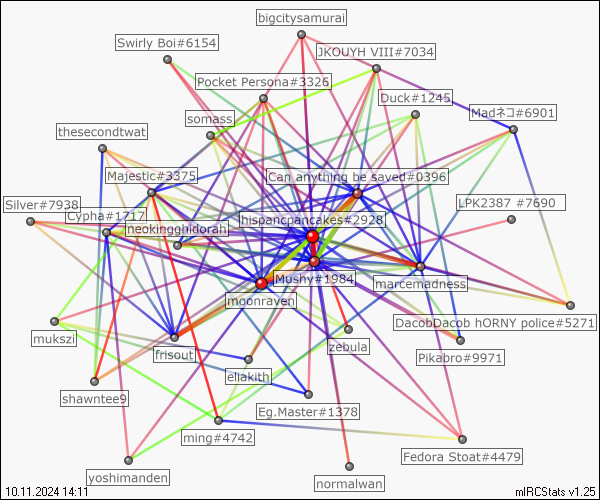 bigcitysamurai
Swirly Boi#6154
JKOUYH VIII#7034
Pocket Persona#3326
Duck#1245
Madネコ#6901
somass
thesecondtwat
Majestic#3375
Can anything be saved#0396
Silver#7938
Cypha#1717
LPK2387 #7690
hispancpancakes#2928
neokingghidorah
Mushy#1984
marcemadness
moonraven
DacobDacob hORNY police#5271
mukszi
frisout
zebula
Pikabro#9971
ellakith
shawntee9
Eg.Master#1378
ming#4742
Fedora Stoat#4479
yoshimanden
normalwan
10.11.2024 14:11
mIRCStats v1.25